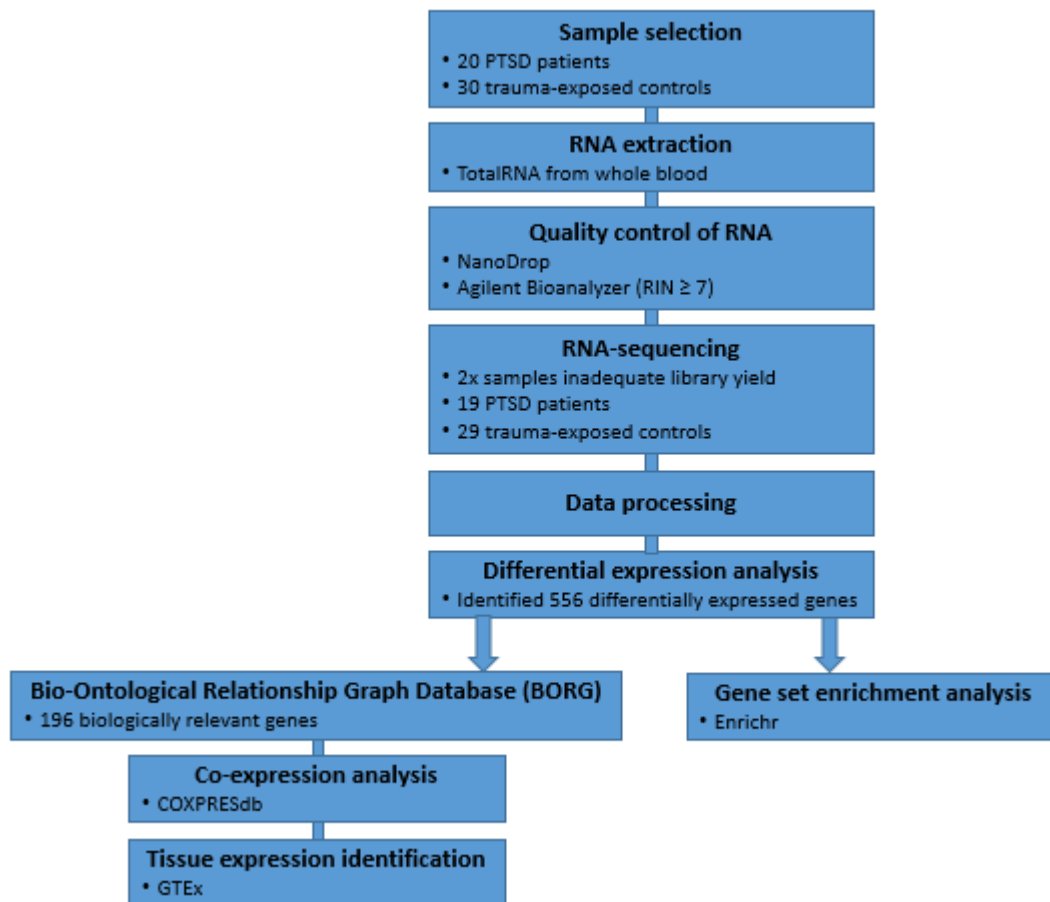 Sample selection
• 20 PTSD patients
• 30 trauma-exposed controls
RNA extraction
• TotalRNA from whole blood
Quality control of RNA
• NanoDrop
• Agilent Bioanalyzer (RIN ≥ 7)
RNA-sequencing
• 2x samples inadequate library yield
• 19 PTSD patients
• 29 trauma-exposed controls
Data processing
Differential expression analysis
• Identified 556 differentially expressed genes
Bio-Ontological Relationship Graph Database (BORG)
• 196 biologically relevant genes
Gene set enrichment analysis
• Enrichr
Co-expression analysis
• COXPRESdb
Tissue expression identification
• GTEx